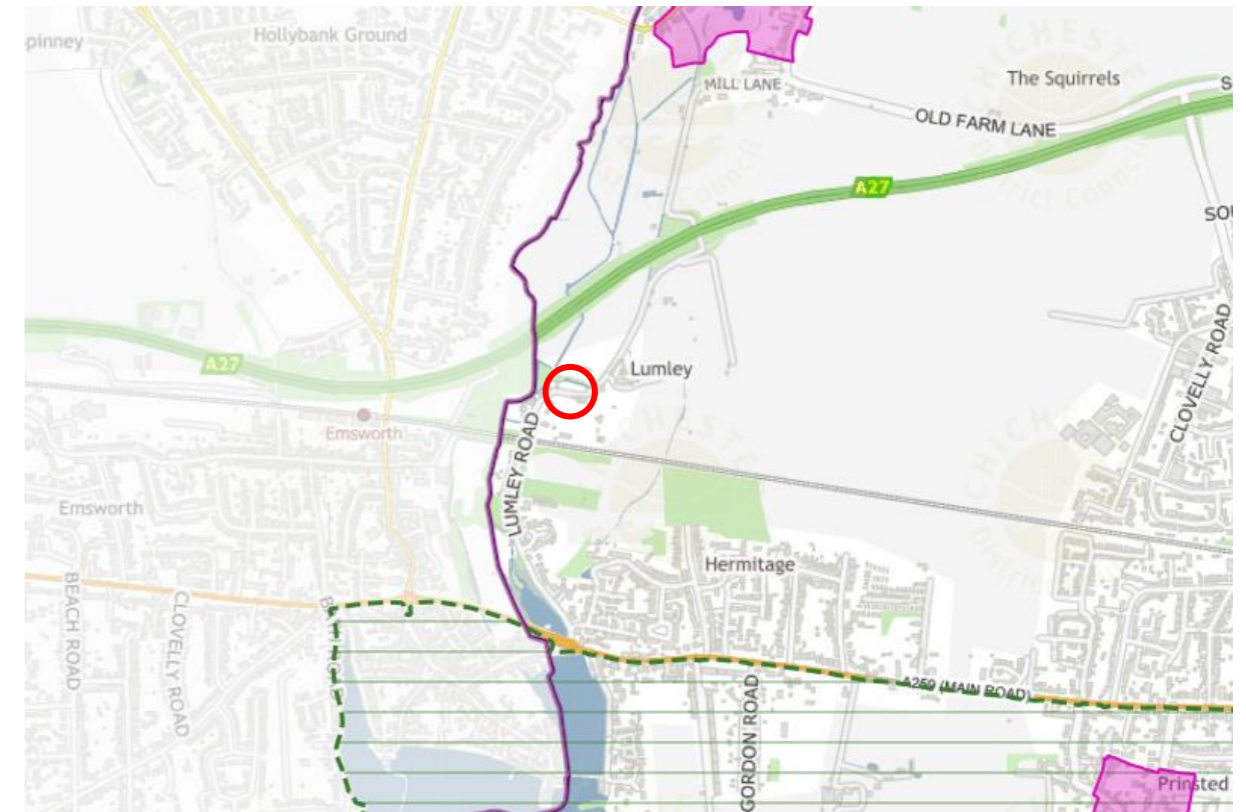 pinney
Hollybank Ground
MILL LANE
The Squirrels
OLD FARM LANE
A27
SOU
CLOVELLY ROAD
A27
Lumley
Emsworth
LUMLEY ROAD
Emsworth
Hermitage
BEACH ROAD
CLOVELLY ROAD
A259 (MAIN ROAD)
GORDON ROAD
Prinsted